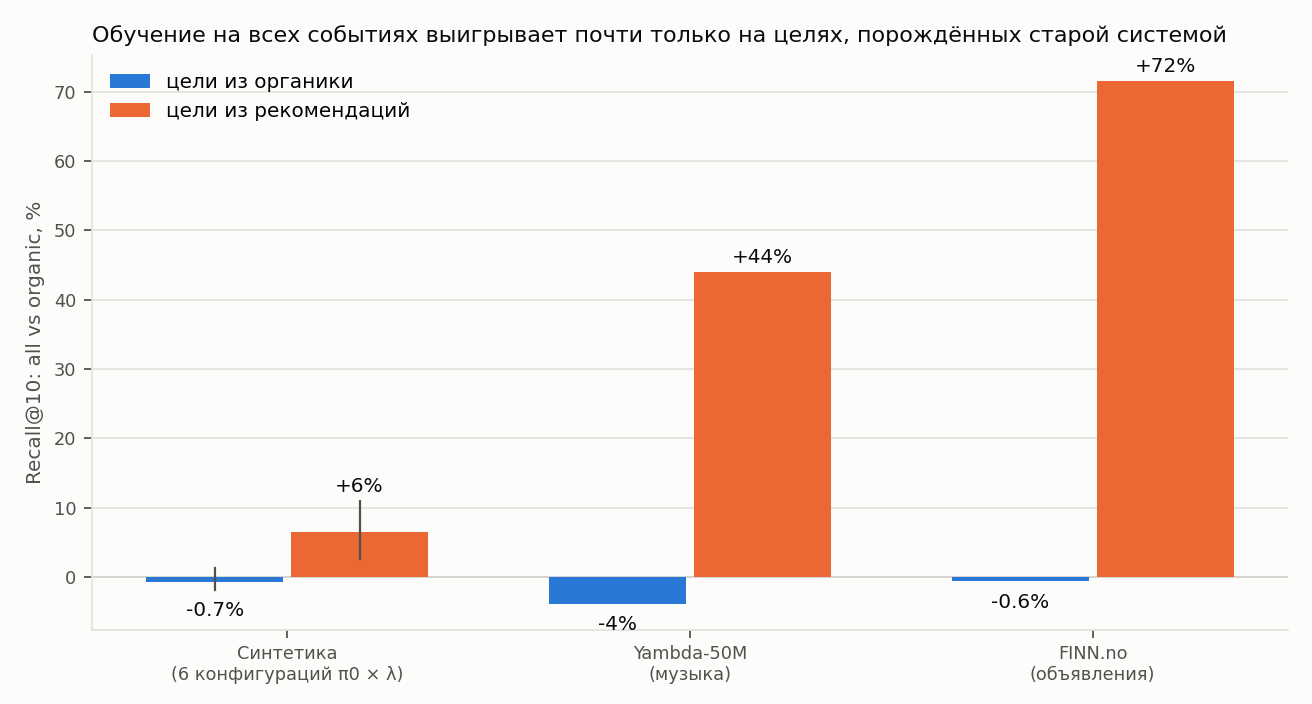 Обучение на всех событиях выигрывает почти только на целях, порождённых старой системой
цели из органики
цели из рекомендаций
Recall@10: all vs organic, %
70
60
50
40
30
20
10
0
-0.7%
+6%
-4%
+44%
-0.6%
+72%
Синтетика
(6 конфигураций π0 × λ)
Yambda-50M
(музыка)
FINN.no
(объявления)